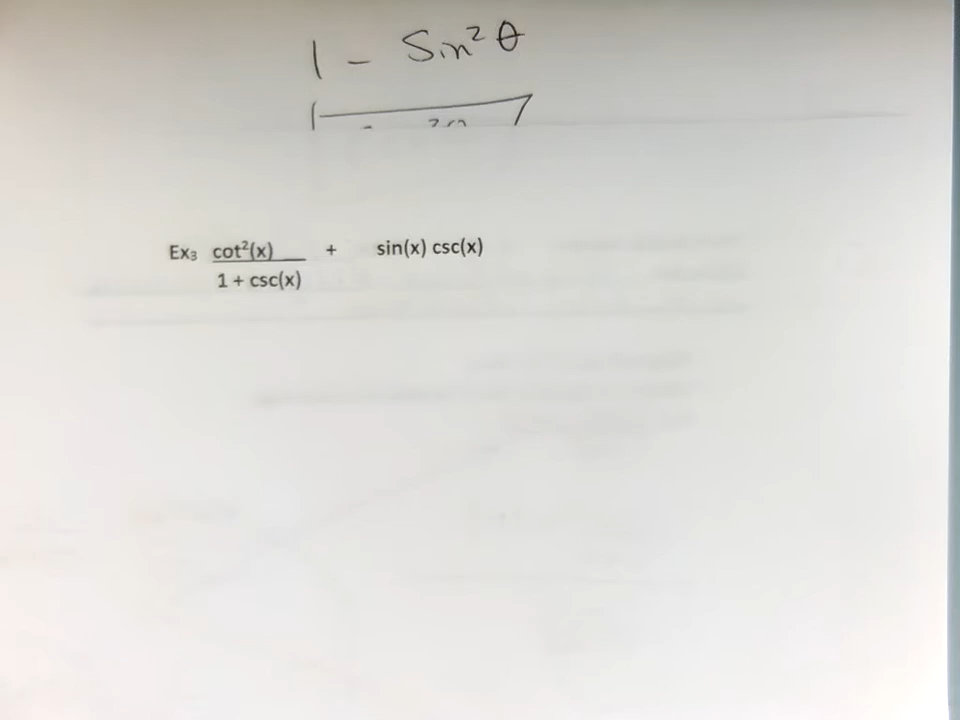 1 - Sin² θ
Ex₃ cot²(x) + sin(x) csc(x)
1 + csc(x)